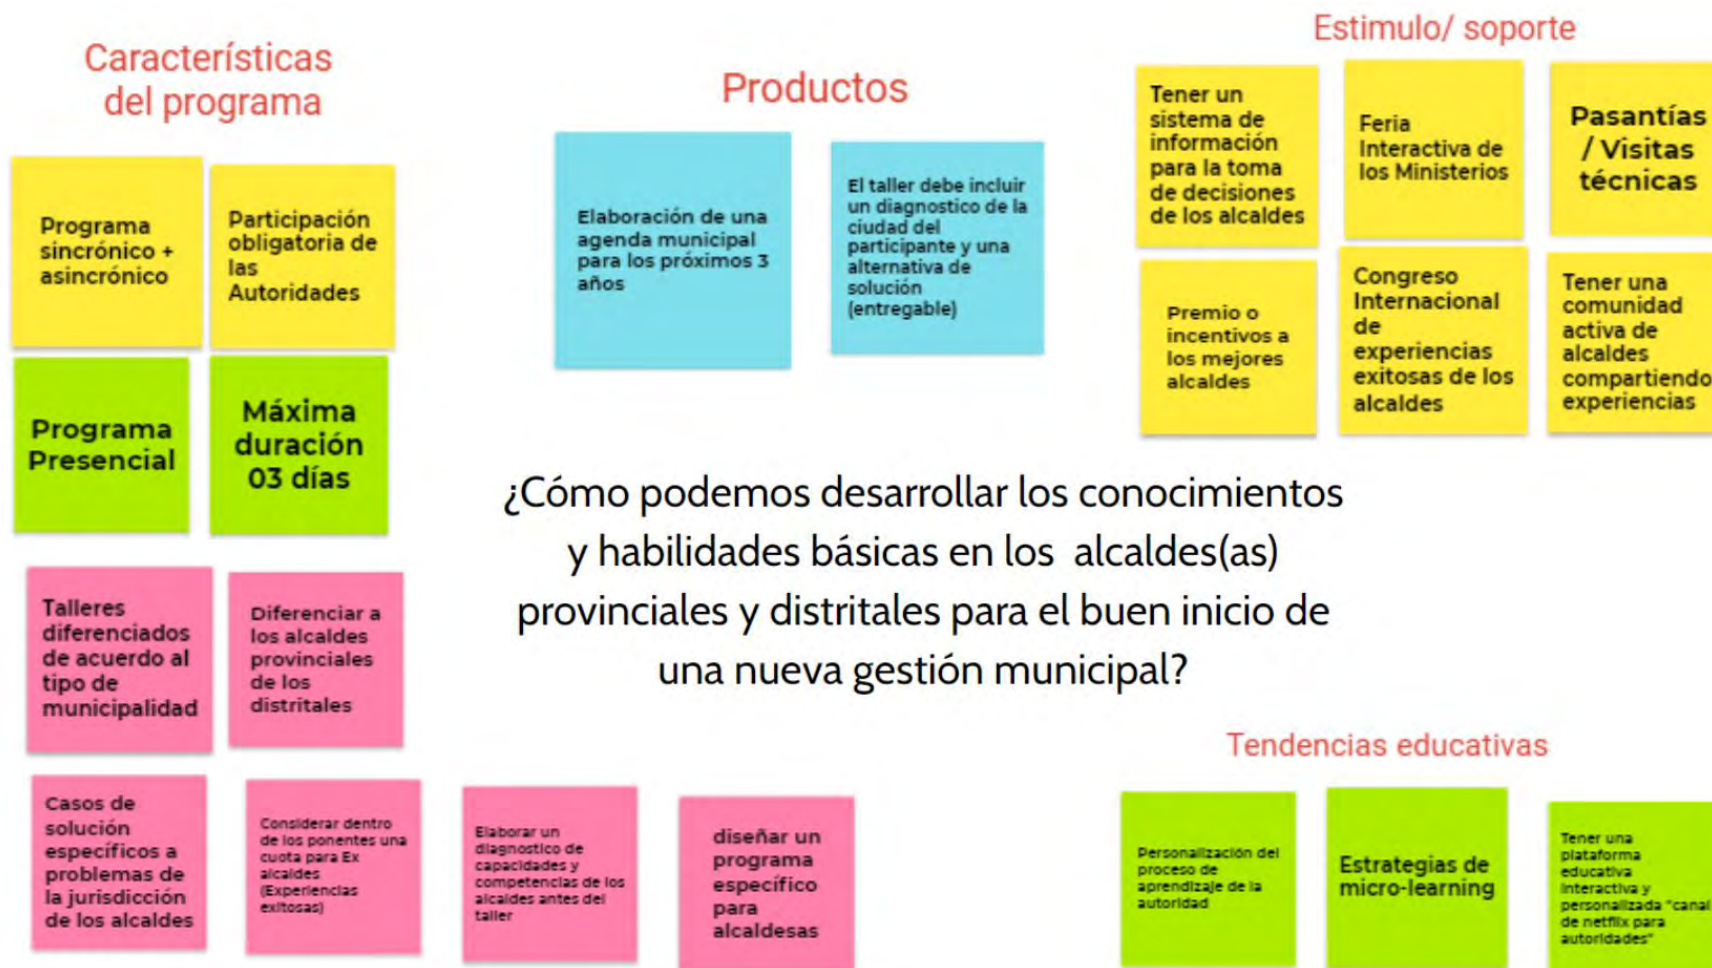 Características
del programa
Programa
sincrónico +
asincrónico
Participación
obligatoria de
las
Autoridades
Programa
Presencial
Máxima
duración
03 días
Talleres
diferenciados
de acuerdo al
tipo de
municipalidad
Diferenciar a
los alcaldes
provinciales
de los
distritales
Casos de
solución
específicos a
problemas de
la jurisdicción
de los alcaldes
Considerar dentro
de los ponentes una
cuota para Ex
alcaldes
(Experiencias
exitosas)
Elaborar un
diagnostico de
capacidades y
competencias de los
alcaldes antes del
taller
diseñar un
programa
específico
para
alcaldesas
Productos
Elaboración de una
agenda municipal
para los próximos 3
años
El taller debe incluir
un diagnostico de la
ciudad del
participante y una
alternativa de
solución
(entregable)
Estimulo/ soporte
Tener un
sistema de
información
para la toma
de decisiones
de los alcaldes
Feria
Interactiva de
los Ministerios
Pasantías
/ Visitas
técnicas
Premio o
incentivos a
los mejores
alcaldes
Congreso
Internacional
de
experiencias
exitosas de los
alcaldes
Tener una
comunidad
activa de
alcaldes
compartiendo
experiencias
¿Cómo podemos desarrollar los conocimientos
y habilidades básicas en los alcaldes(as)
provinciales y distritales para el buen inicio de
una nueva gestión municipal?
Tendencias educativas
Personalización del
proceso de
aprendizaje de la
autoridad
Estrategias de
micro-learning
Tener una
plataforma
educativa
interactiva y
personalizada "canal
de netflix para
autoridades"